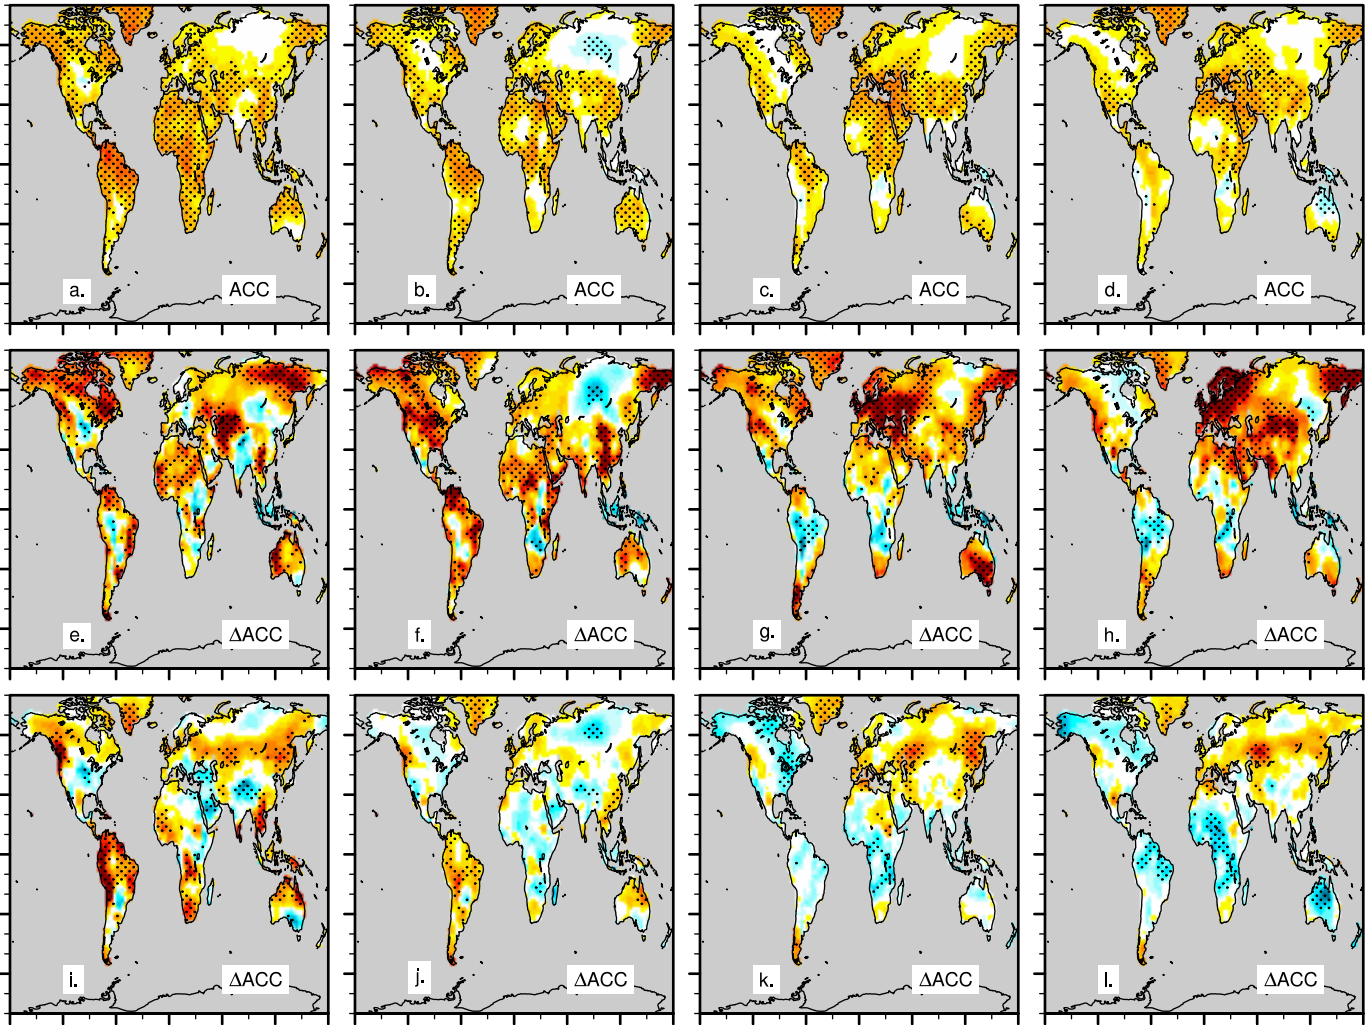 a. ACC
b. ACC
c. ACC
d. ACC
e. ΔACC
f. ΔACC
g. ΔACC
h. ΔACC
i. ΔACC
j. ΔACC
k. ΔACC
l. ΔACC